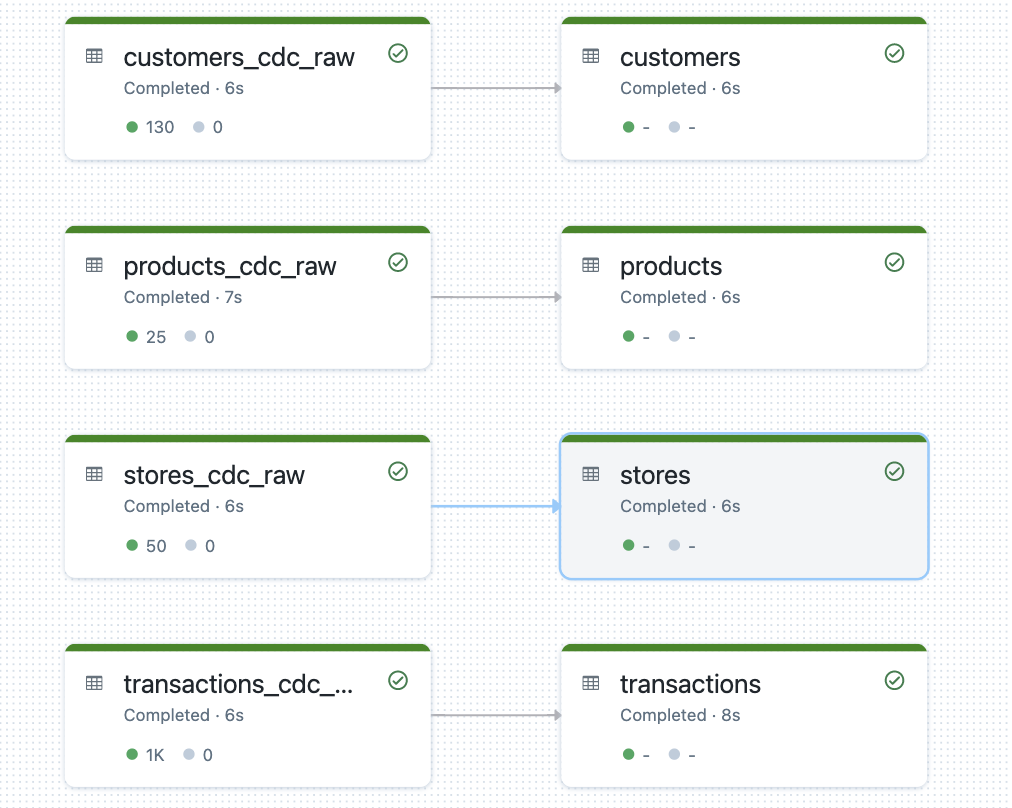 customers_cdc_raw
Completed · 6s
130 0
customers
Completed · 6s
- -
products_cdc_raw
Completed · 7s
25 0
products
Completed · 6s
- -
stores_cdc_raw
Completed · 6s
50 0
stores
Completed · 6s
- -
transactions_cdc_...
Completed · 6s
1K 0
transactions
Completed · 8s
- -